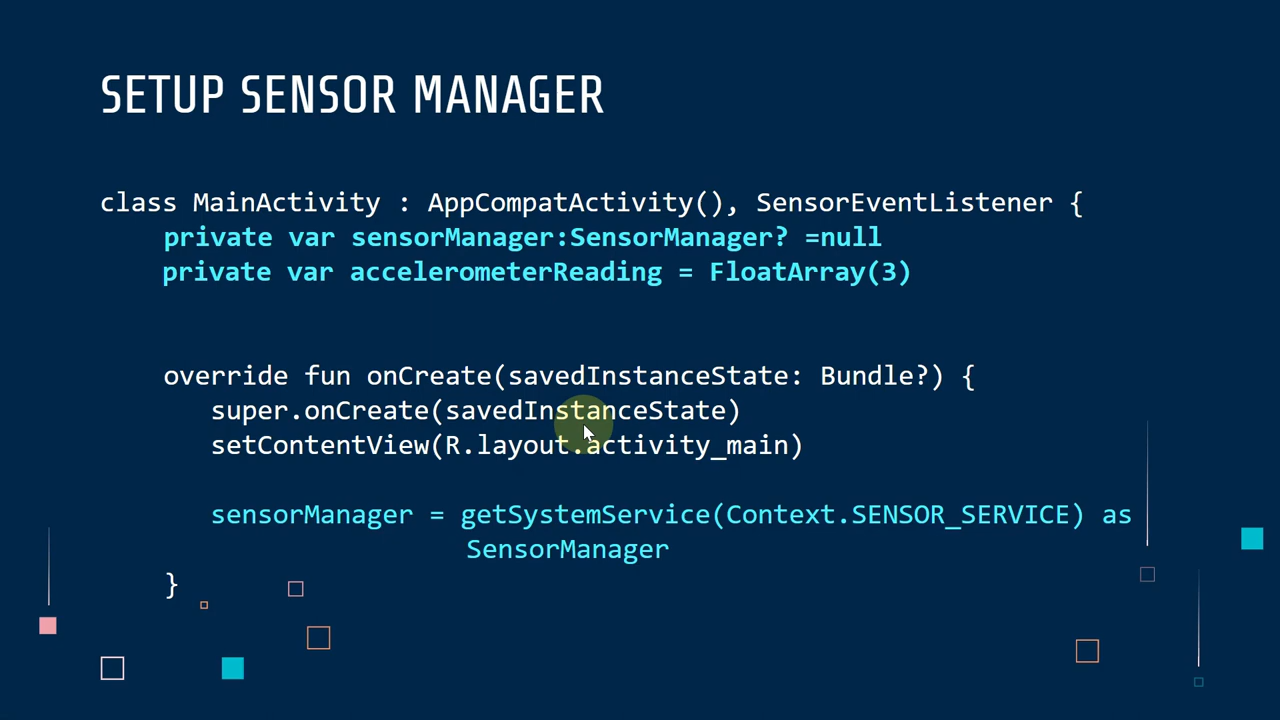 SETUP SENSOR MANAGER
class MainActivity : AppCompatActivity(), SensorEventListener {
private var sensorManager:SensorManager? =null
private var accelerometerReading = FloatArray(3)
override fun onCreate(savedInstanceState: Bundle?) {
super.onCreate(savedInstanceState)
setContentView(R.layout.activity_main)
sensorManager = getSystemService(Context.SENSOR_SERVICE) as
SensorManager
}